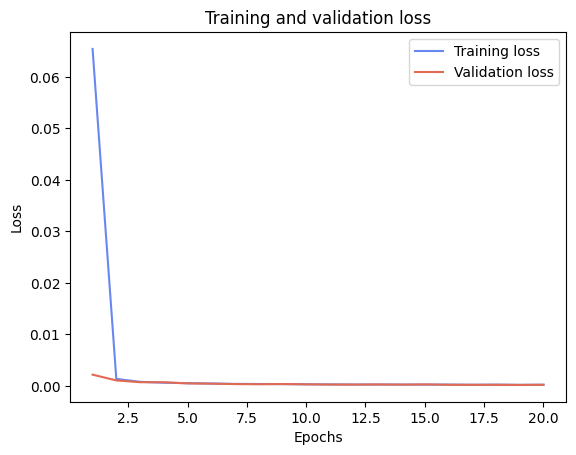 Training and validation loss
Training loss
Validation loss
Loss
0.06
0.05
0.04
0.03
0.02
0.01
0.00
2.5 5.0 7.5 10.0 12.5 15.0 17.5 20.0
Epochs